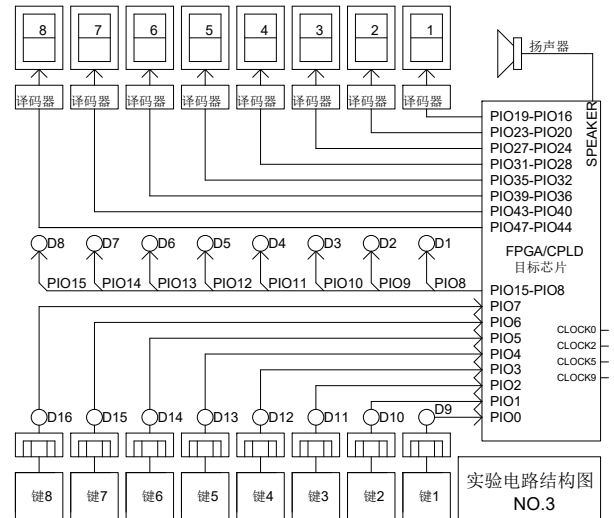 8 7 6 5 4 3 2 1
扬声器
译码器 译码器 译码器 译码器 译码器 译码器 译码器 译码器
SPEAKER
PIO19-PIO16
PIO23-PIO20
PIO27-PIO24
PIO31-PIO28
PIO35-PIO32
PIO39-PIO36
PIO43-PIO40
PIO47-PIO44
D8 D7 D6 D5 D4 D3 D2 D1
FPGA/CPLD
目标芯片
PIO15 PIO14 PIO13 PIO12 PIO11 PIO10 PIO9 PIO8
PIO15-PIO8
PIO7
PIO6
PIO5
PIO4
PIO3
PIO2
PIO1
PIO0
CLOCK0
CLOCK2
CLOCK5
CLOCK9
D16 D15 D14 D13 D12 D11 D10 D9
键8 键7 键6 键5 键4 键3 键2 键1
实验电路结构图
NO.3